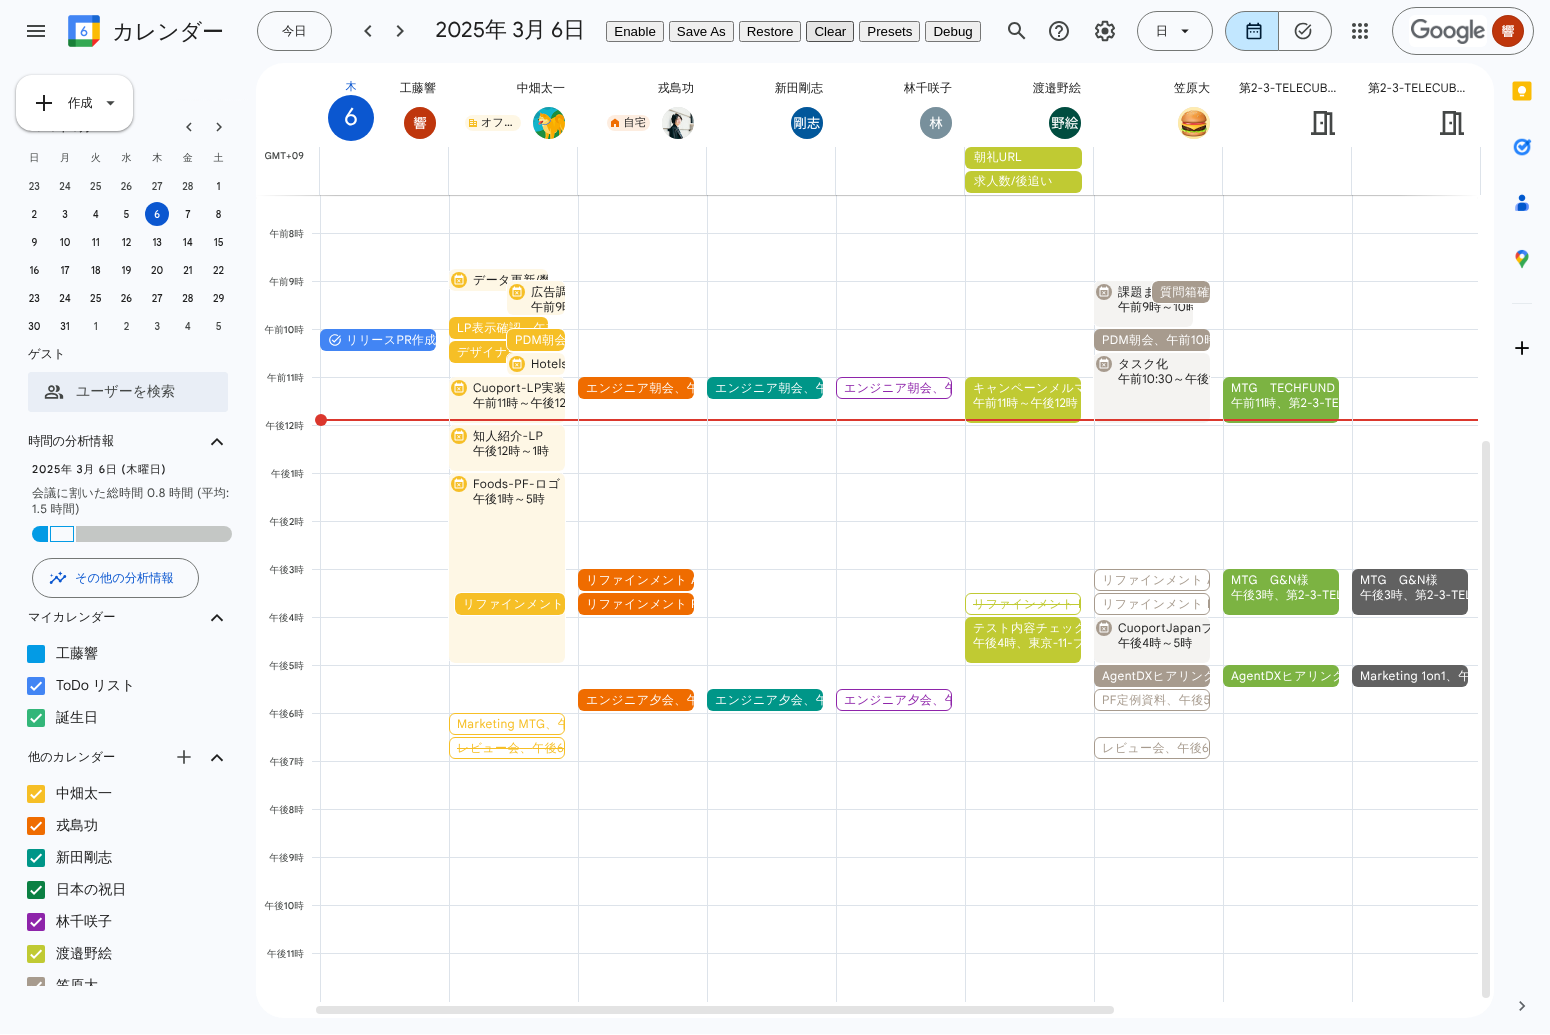 6
カレンダー
今日
2025年 3月 6日
Enable
Save As
Restore
Clear
Presets
Debug
日
Google
響
作成
日 月 火 水 木 金 土
23 24 25 26 27 28 1
2 3 4 5 6 7 8
9 10 11 12 13 14 15
16 17 18 19 20 21 22
23 24 25 26 27 28 29
30 31 1 2 3 4 5
ゲスト
ユーザーを検索
時間の分析情報
2025年 3月 6日 (木曜日)
会議に割いた総時間 0.8 時間 (平均:
1.5 時間)
その他の分析情報
マイカレンダー
工藤響
ToDo リスト
誕生日
他のカレンダー
中畑太一
戎島功
新田剛志
日本の祝日
林千咲子
渡邉野絵
笠原大
木
6
工藤響
響
中畑太一
オフ...
戎島功
自宅
新田剛志
剛志
林千咲子
林
渡邉野絵
野絵
笠原大
第2-3-TELECUB...
第2-3-TELECUB...
GMT+09
朝礼URL
求人数/後追い
午前8時
午前9時
午前10時
午前11時
午後12時
午後1時
午後2時
午後3時
午後4時
午後5時
午後6時
午後7時
午後8時
午後9時
午後10時
午後11時
リリースPR作成
データ更新/数
広告調
午前9時
LP表示確認、午
PDM朝会
デザイナ
Hotels
Cuoport-LP実装
午前11時～午後12
知人紹介-LP
午後12時～1時
Foods-PF-ロゴ
午後1時～5時
リファインメント
Marketing MTG、午
レビュー会、午後6
エンジニア朝会、午
リファインメント
リファインメント
エンジニア夕会、午
エンジニア朝会、午
エンジニア夕会、午
エンジニア朝会、午
エンジニア夕会、午
キャンペーンメルマ
午前11時～午後12時
リファインメント
テスト内容チェック
午後4時、東京-11-フ
課題ま
午前9時～10時
質問箱確
PDM朝会、午前10時
タスク化
午前10:30～午後
リファインメント
リファインメント
CuoportJapanフ
午後4時～5時
AgentDXヒアリング
PF定例資料、午後5
レビュー会、午後6
MTG　TECHFUND
午前11時、第2-3-TE
MTG　G&N様
午後3時、第2-3-TEL
AgentDXヒアリング
MTG　G&N様
午後3時、第2-3-TEL
Marketing 1on1、午